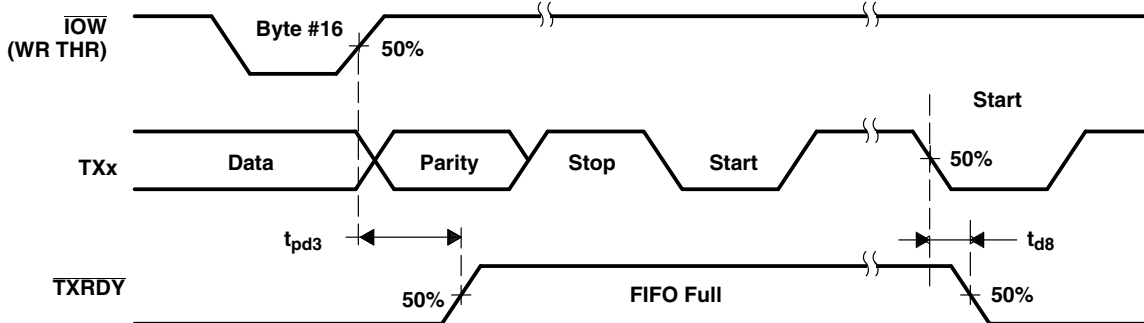 IOW
(WR THR)
Byte #16
50%
Start
TXx
Data
Parity
Stop
Start
50%
tpd3
td8
TXRDY
50%
FIFO Full
50%